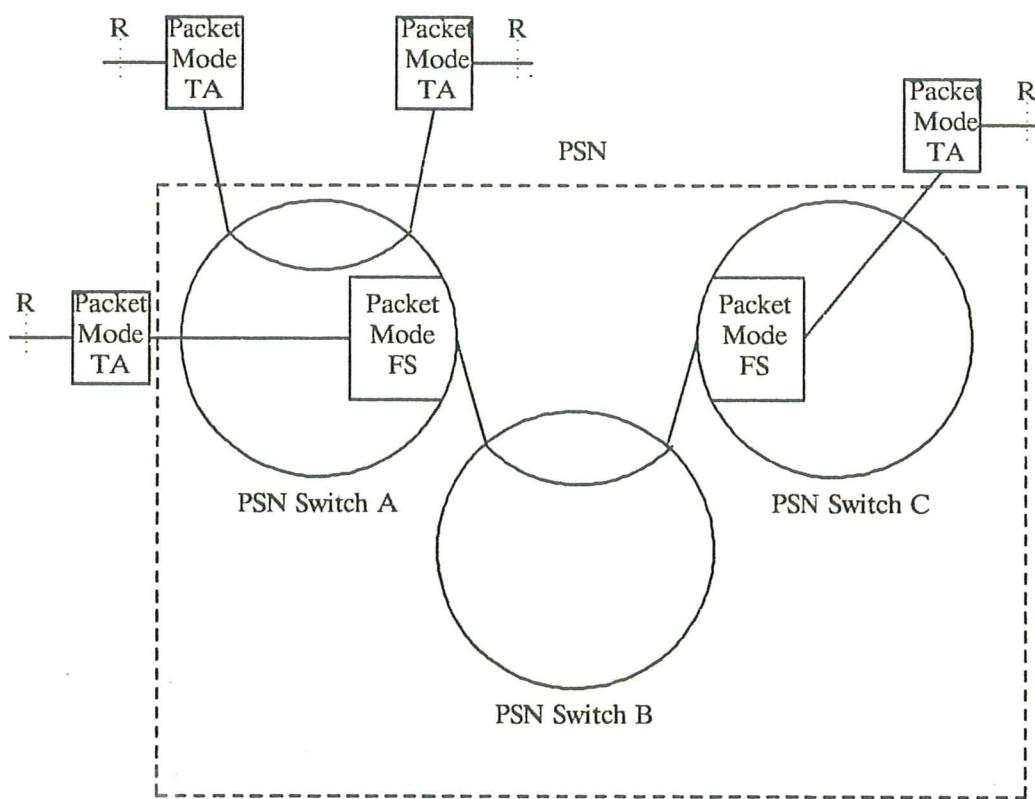 R
Packet
Mode
TA
Packet
Mode
TA
R
Packet
Mode
TA
R
PSN
R
Packet
Mode
TA
Packet
Mode
FS
Packet
Mode
FS
PSN Switch A
PSN Switch C
PSN Switch B